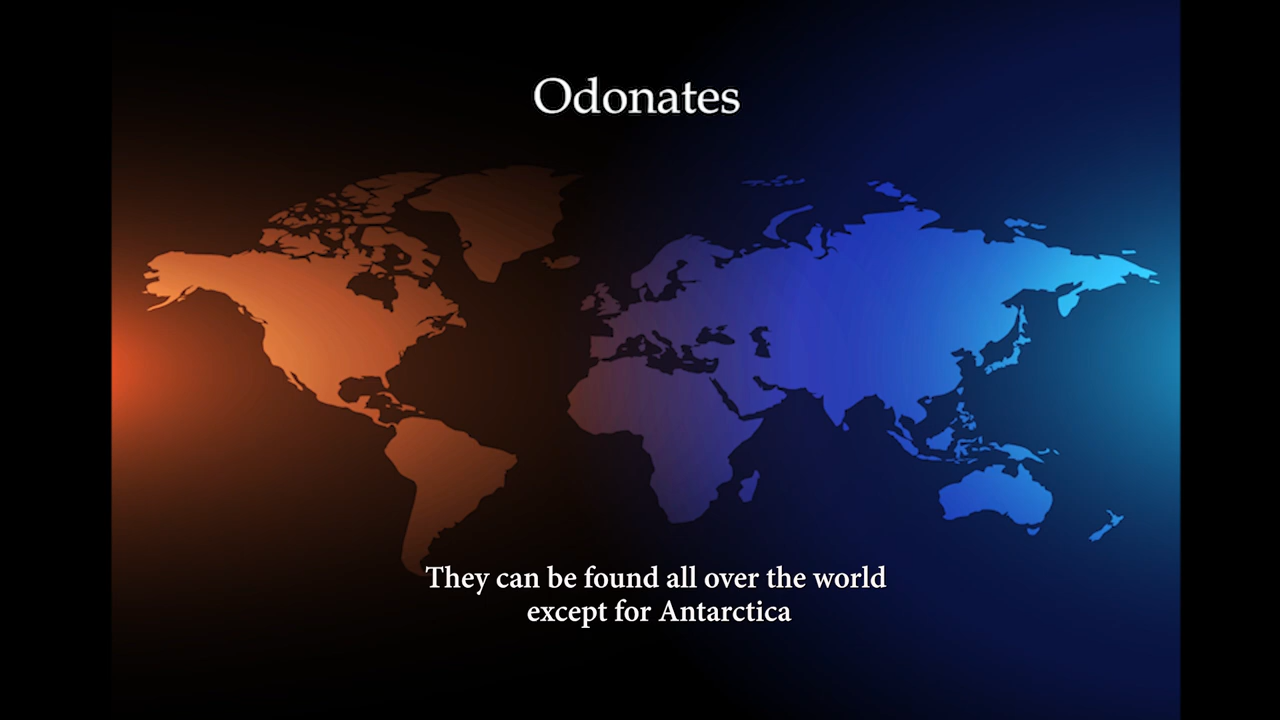 Odonates
They can be found all over the world
except for Antarctica